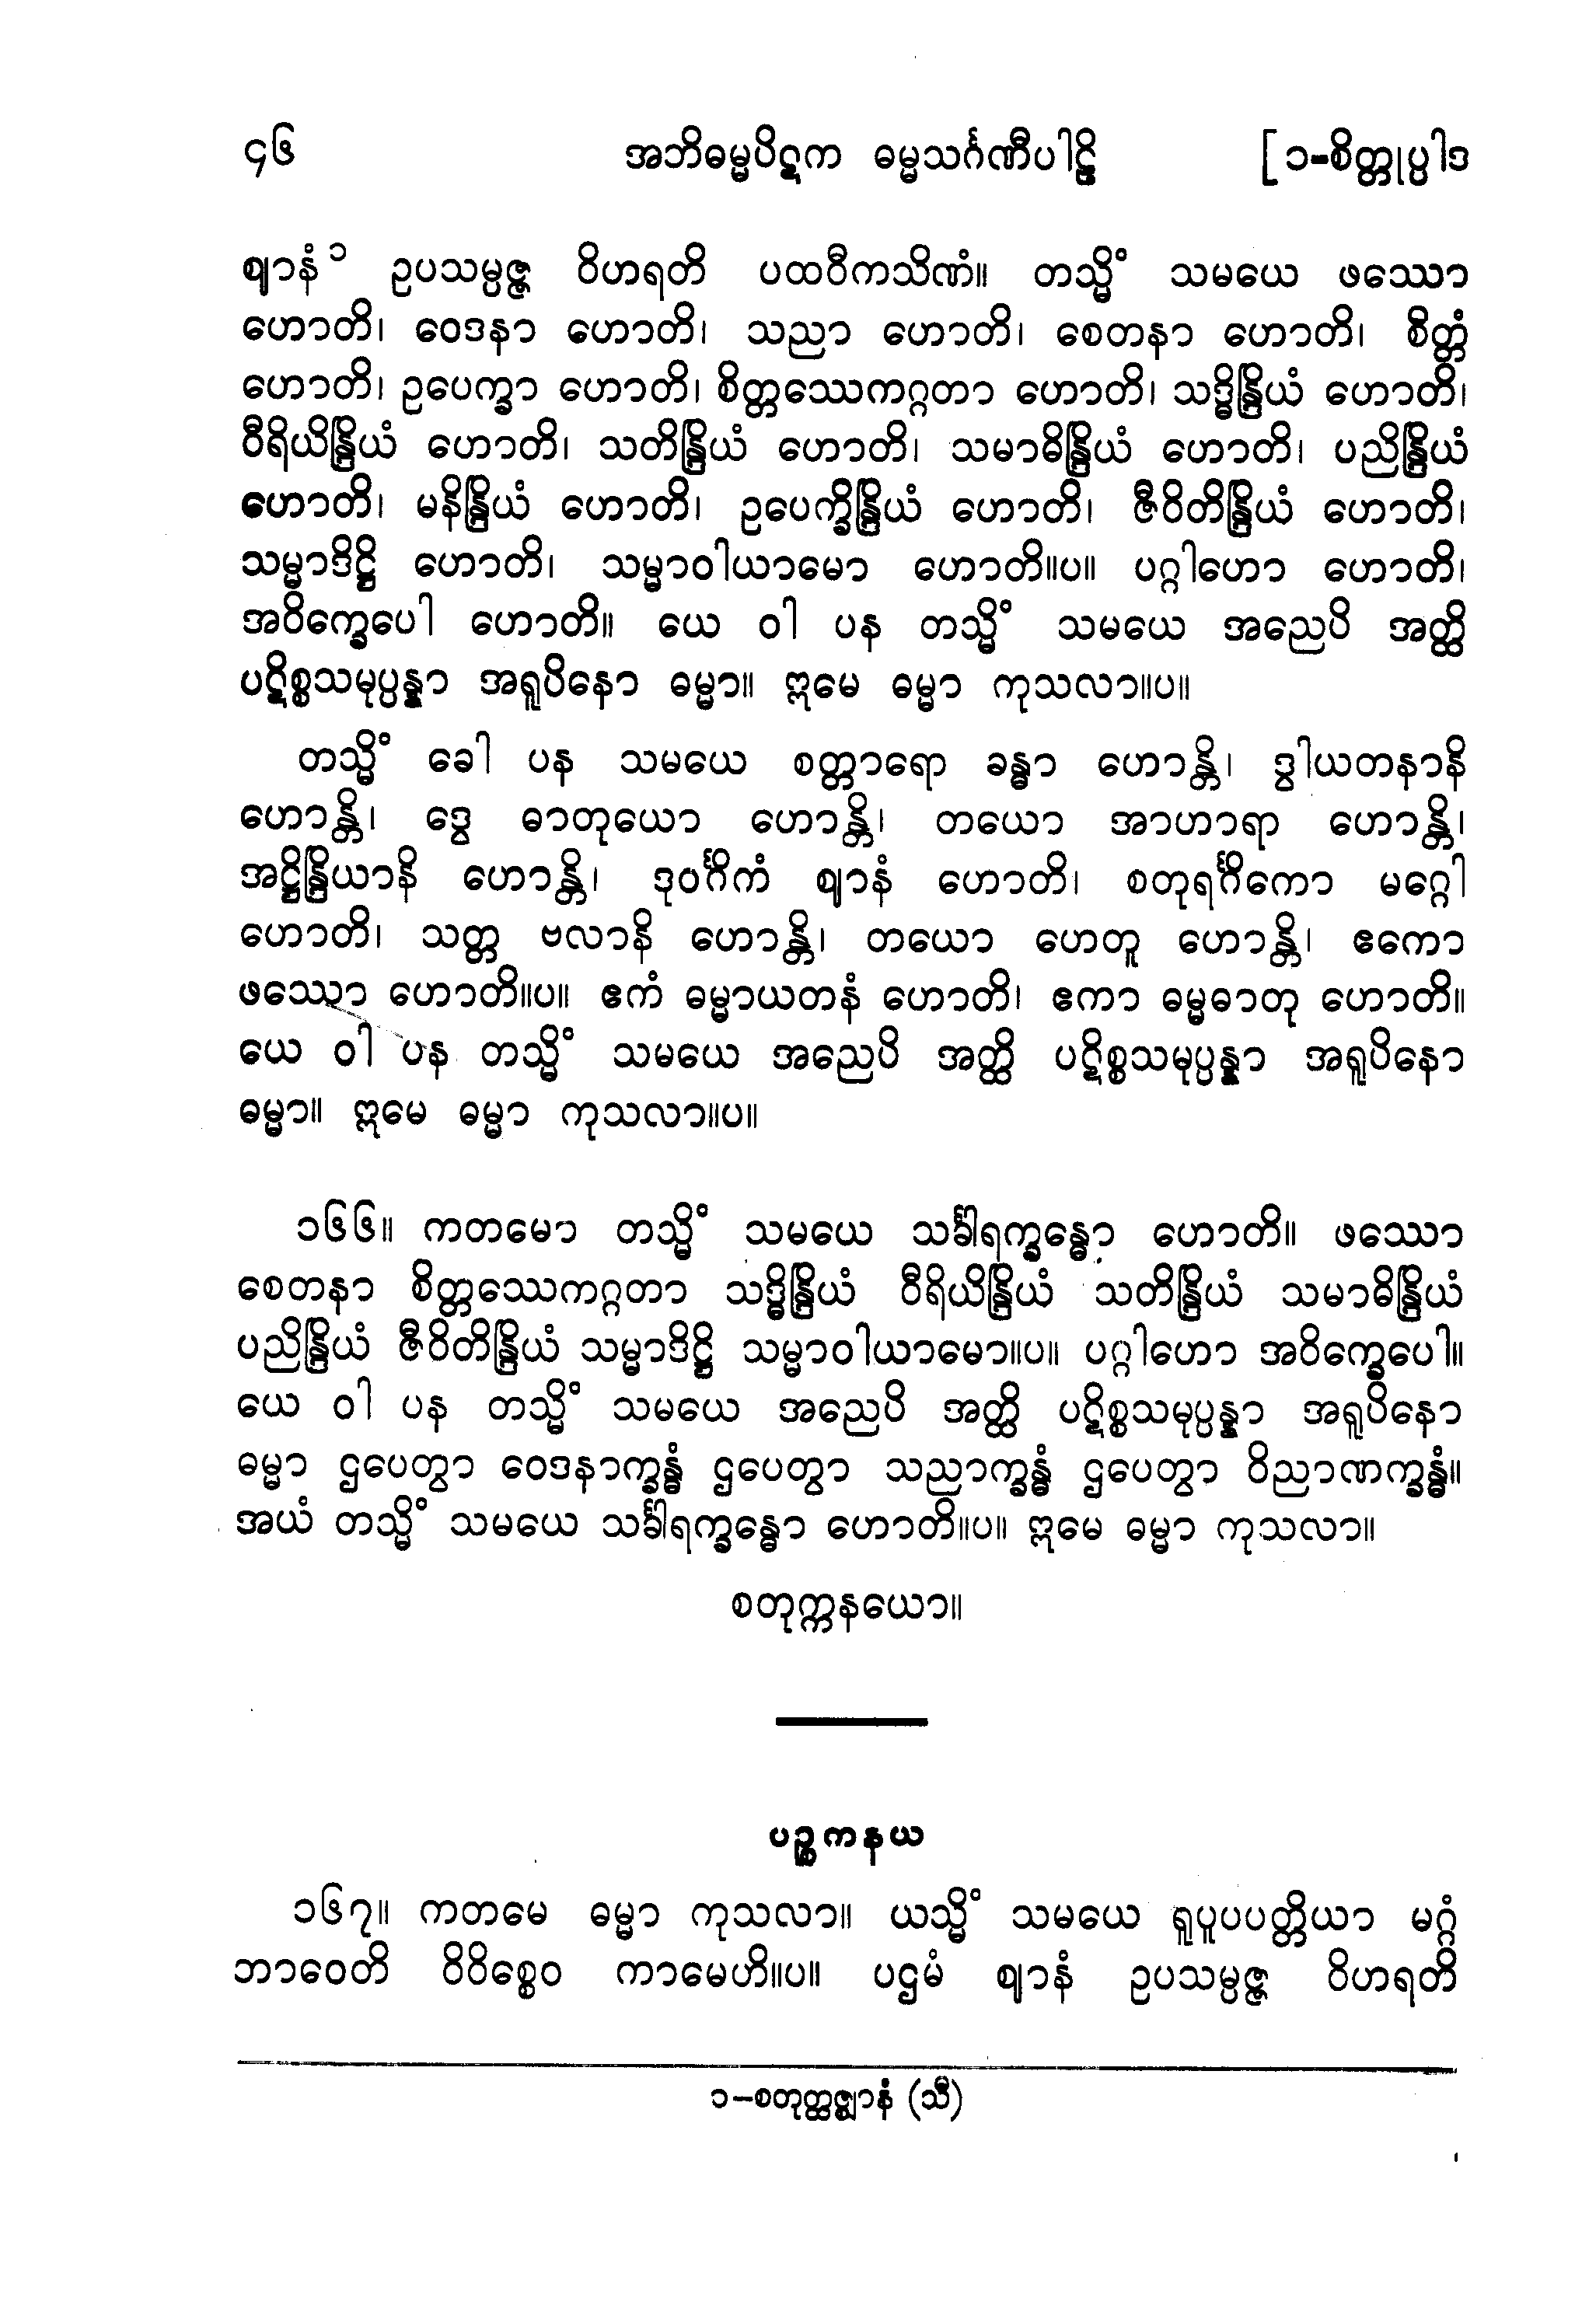 ၄၆ အဘိဓမ္မပိဋက ဓမ္မသင်္ဂဏီပါဠိ [ ၁-စိတ္တုပ္ပါဒ
ဈာနံ ၁ ဥပသမ္ပဇ္ဇ ဝိဟရတိ ပထဝီကသိဏံ။ တသ္မိံ သမယေ ဖဿော
ဟောတိ၊ ဝေဒနာ ဟောတိ၊ သညာ ဟောတိ၊ စေတနာ ဟောတိ၊ စိတ္တံ
ဟောတိ၊ ဥပေက္ခာ ဟောတိ၊ စိတ္တဿေကဂ္ဂတာ ဟောတိ၊ သဒ္ဓိန္ဒြိယံ ဟောတိ၊
ဝီရိယိန္ဒြိယံ ဟောတိ၊ သတိန္ဒြိယံ ဟောတိ၊ သမာဓိန္ဒြိယံ ဟောတိ၊ ပညိန္ဒြိယံ
ဟောတိ၊ မနိန္ဒြိယံ ဟောတိ၊ ဥပေက္ခိန္ဒြိယံ ဟောတိ၊ ဇီဝိတိန္ဒြိယံ ဟောတိ၊
သမ္မာဒိဋ္ဌိ ဟောတိ၊ သမ္မာဝါယာမော ဟောတိ။ပ။ ပဂ္ဂါဟော ဟောတိ၊
အဝိက္ခေပေါ ဟောတိ။ ယေ ဝါ ပန တသ္မိံ သမယေ အညေပိ အတ္ထိ
ပဋိစ္စသမုပ္ပန္နာ အရူပိနော ဓမ္မာ။ ဣမေ ဓမ္မာ ကုသလာ။ပ။
တသ္မိံ ခေါ ပန သမယေ စတ္တာရော ခန္ဓာ ဟောန္တိ၊ ဒွါယတနာနိ
ဟောန္တိ၊ ဒွေ ဓာတုယော ဟောန္တိ၊ တယော အာဟာရာ ဟောန္တိ၊
အဋ္ဌိန္ဒြိယာနိ ဟောန္တိ၊ ဒုဝင်္ဂိကံ ဈာနံ ဟောတိ၊ စတုရင်္ဂိကော မဂ္ဂေါ
ဟောတိ၊ သတ္တ ဗလာနိ ဟောန္တိ၊ တယော ဟေတူ ဟောန္တိ၊ ဧကော
ဖဿော ဟောတိ။ပ။ ဧကံ ဓမ္မာယတနံ ဟောတိ၊ ဧကာ ဓမ္မဓာတု ဟောတိ။
ယေ ဝါ ပန တသ္မိံ သမယေ အညေပိ အတ္ထိ ပဋိစ္စသမုပ္ပန္နာ အရူပိနော
ဓမ္မာ။ ဣမေ ဓမ္မာ ကုသလာ။ပ။
၁၆၆။ ကတမော တသ္မိံ သမယေ သင်္ခါရက္ခန္ဓော ဟောတိ။ ဖဿော
စေတနာ စိတ္တဿေကဂ္ဂတာ သဒ္ဓိန္ဒြိယံ ဝီရိယိန္ဒြိယံ သတိန္ဒြိယံ သမာဓိန္ဒြိယံ
ပညိန္ဒြိယံ ဇီဝိတိန္ဒြိယံ သမ္မာဒိဋ္ဌိ သမ္မာဝါယာမော။ပ။ ပဂ္ဂါဟော အဝိက္ခေပေါ။
ယေ ဝါ ပန တသ္မိံ သမယေ အညေပိ အတ္ထိ ပဋိစ္စသမုပ္ပန္နာ အရူပိနော
ဓမ္မာ ဌပေတွာ ဝေဒနာက္ခန္ဓံ ဌပေတွာ သညာက္ခန္ဓံ ဌပေတွာ ဝိညာဏက္ခန္ဓံ။
အယံ တသ္မိံ သမယေ သင်္ခါရက္ခန္ဓော ဟောတိ။ပ။ ဣမေ ဓမ္မာ ကုသလာ။
စတုက္ကနယော။
ပဉ္စကနယ
၁၆၇။ ကတမေ ဓမ္မာ ကုသလာ။ ယသ္မိံ သမယေ ရူပူပပတ္တိယာ မဂ္ဂံ
ဘာဝေတိ ဝိဝိစ္စေဝ ကာမေဟိ။ပ။ ပဌမံ ဈာနံ ဥပသမ္ပဇ္ဇ ဝိဟရတိ
၁-စတုတ္ထဇ္ဈာနံ (သီ)